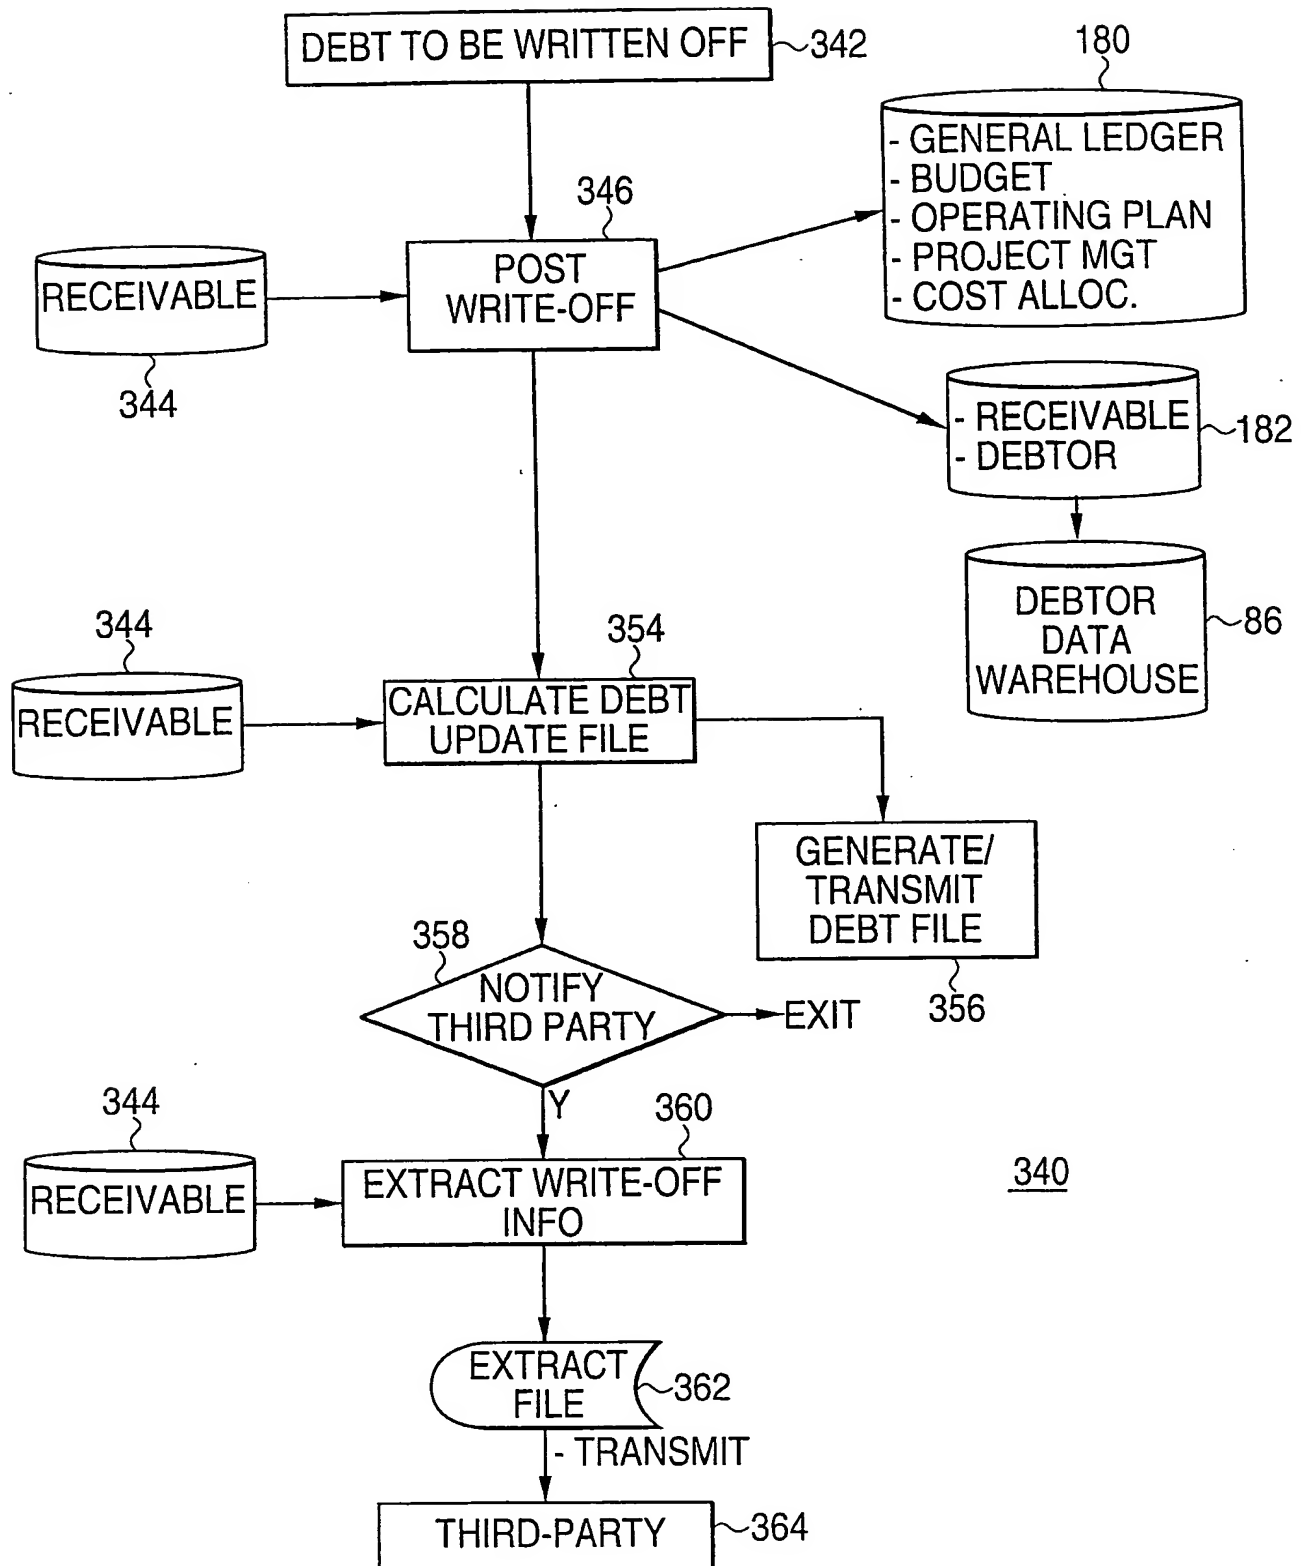 DEBT TO BE WRITTEN OFF
342
180
- GENERAL LEDGER
- BUDGET
- OPERATING PLAN
- PROJECT MGT
- COST ALLOC.
346
POST
WRITE-OFF
RECEIVABLE
344
- RECEIVABLE
- DEBTOR
182
DEBTOR
DATA
WAREHOUSE
86
344
RECEIVABLE
354
CALCULATE DEBT
UPDATE FILE
GENERATE/
TRANSMIT
DEBT FILE
356
358
NOTIFY
THIRD PARTY
EXIT
Y
344
RECEIVABLE
360
EXTRACT WRITE-OFF
INFO
340
EXTRACT
FILE
362
- TRANSMIT
THIRD-PARTY
364